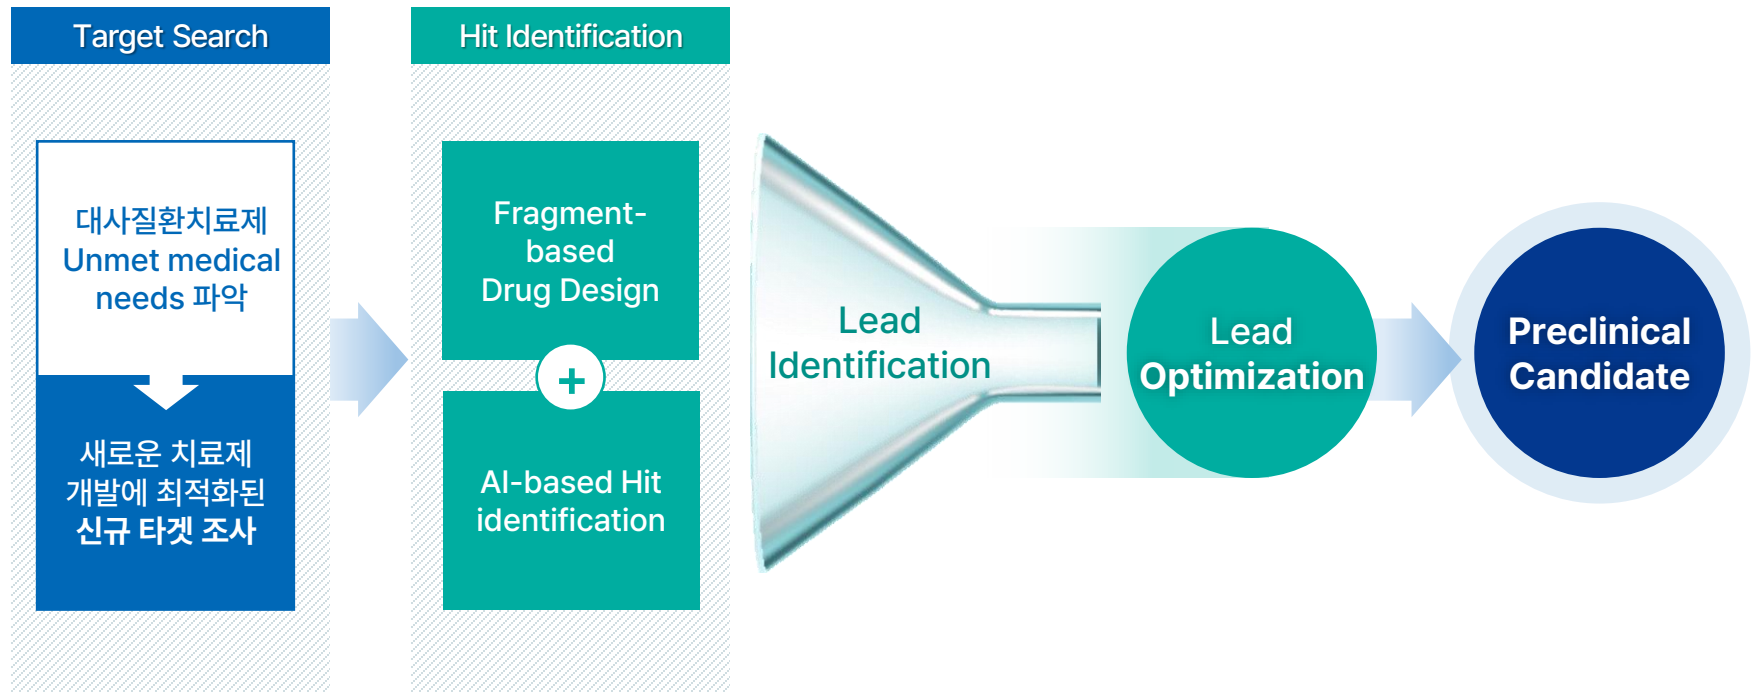 Target Search
대사질환치료제
Unmet medical
needs 파악
새로운 치료제
개발에 최적화된
신규 타겟 조사
Hit Identification
Fragment-
based
Drug Design
+
AI-based Hit
identification
Lead
Identification
Lead
Optimization
Preclinical
Candidate